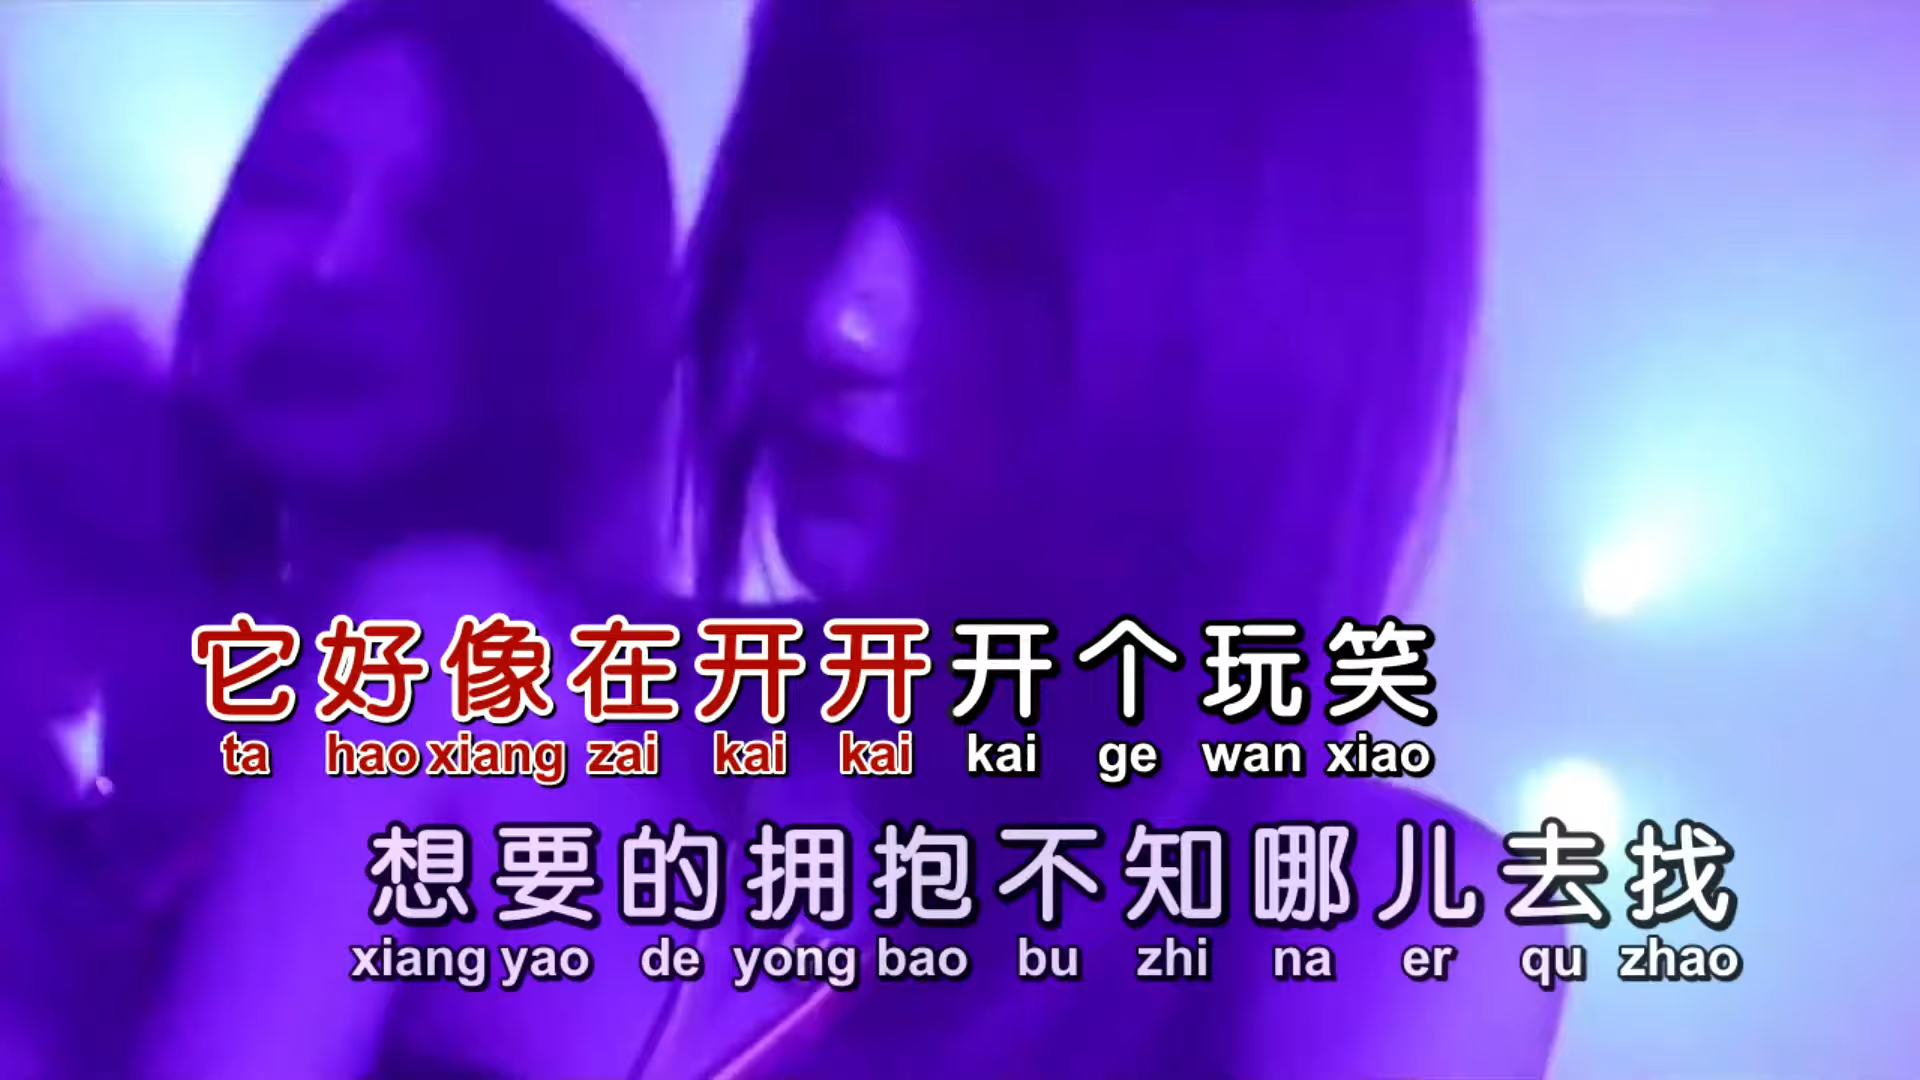 它好像在开开开个玩笑
ta hao xiang zai kai kai kai ge wan xiao
想要的拥抱不知哪儿去找
xiang yao de yong bao bu zhi na er qu zhao